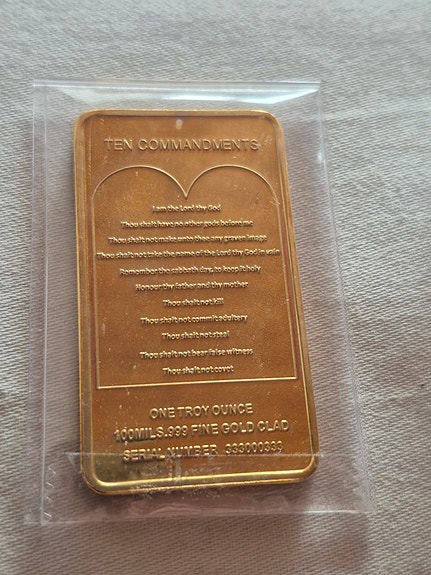 TEN COMMANDMENTS
I am the Lord thy God
Thou shalt have no other gods before me
Thou shalt not make unto thee any graven image
Thou shalt not take the name of the Lord thy God in vain
Remember the sabbath day, to keep it holy
Honour thy father and thy mother
Thou shalt not kill
Thou shalt not commit adultery
Thou shalt not steal
Thou shalt not bear false witness
Thou shalt not covet
ONE TROY OUNCE
100MILS.999 FINE GOLD CLAD
SERIAL NUMBER 333000333